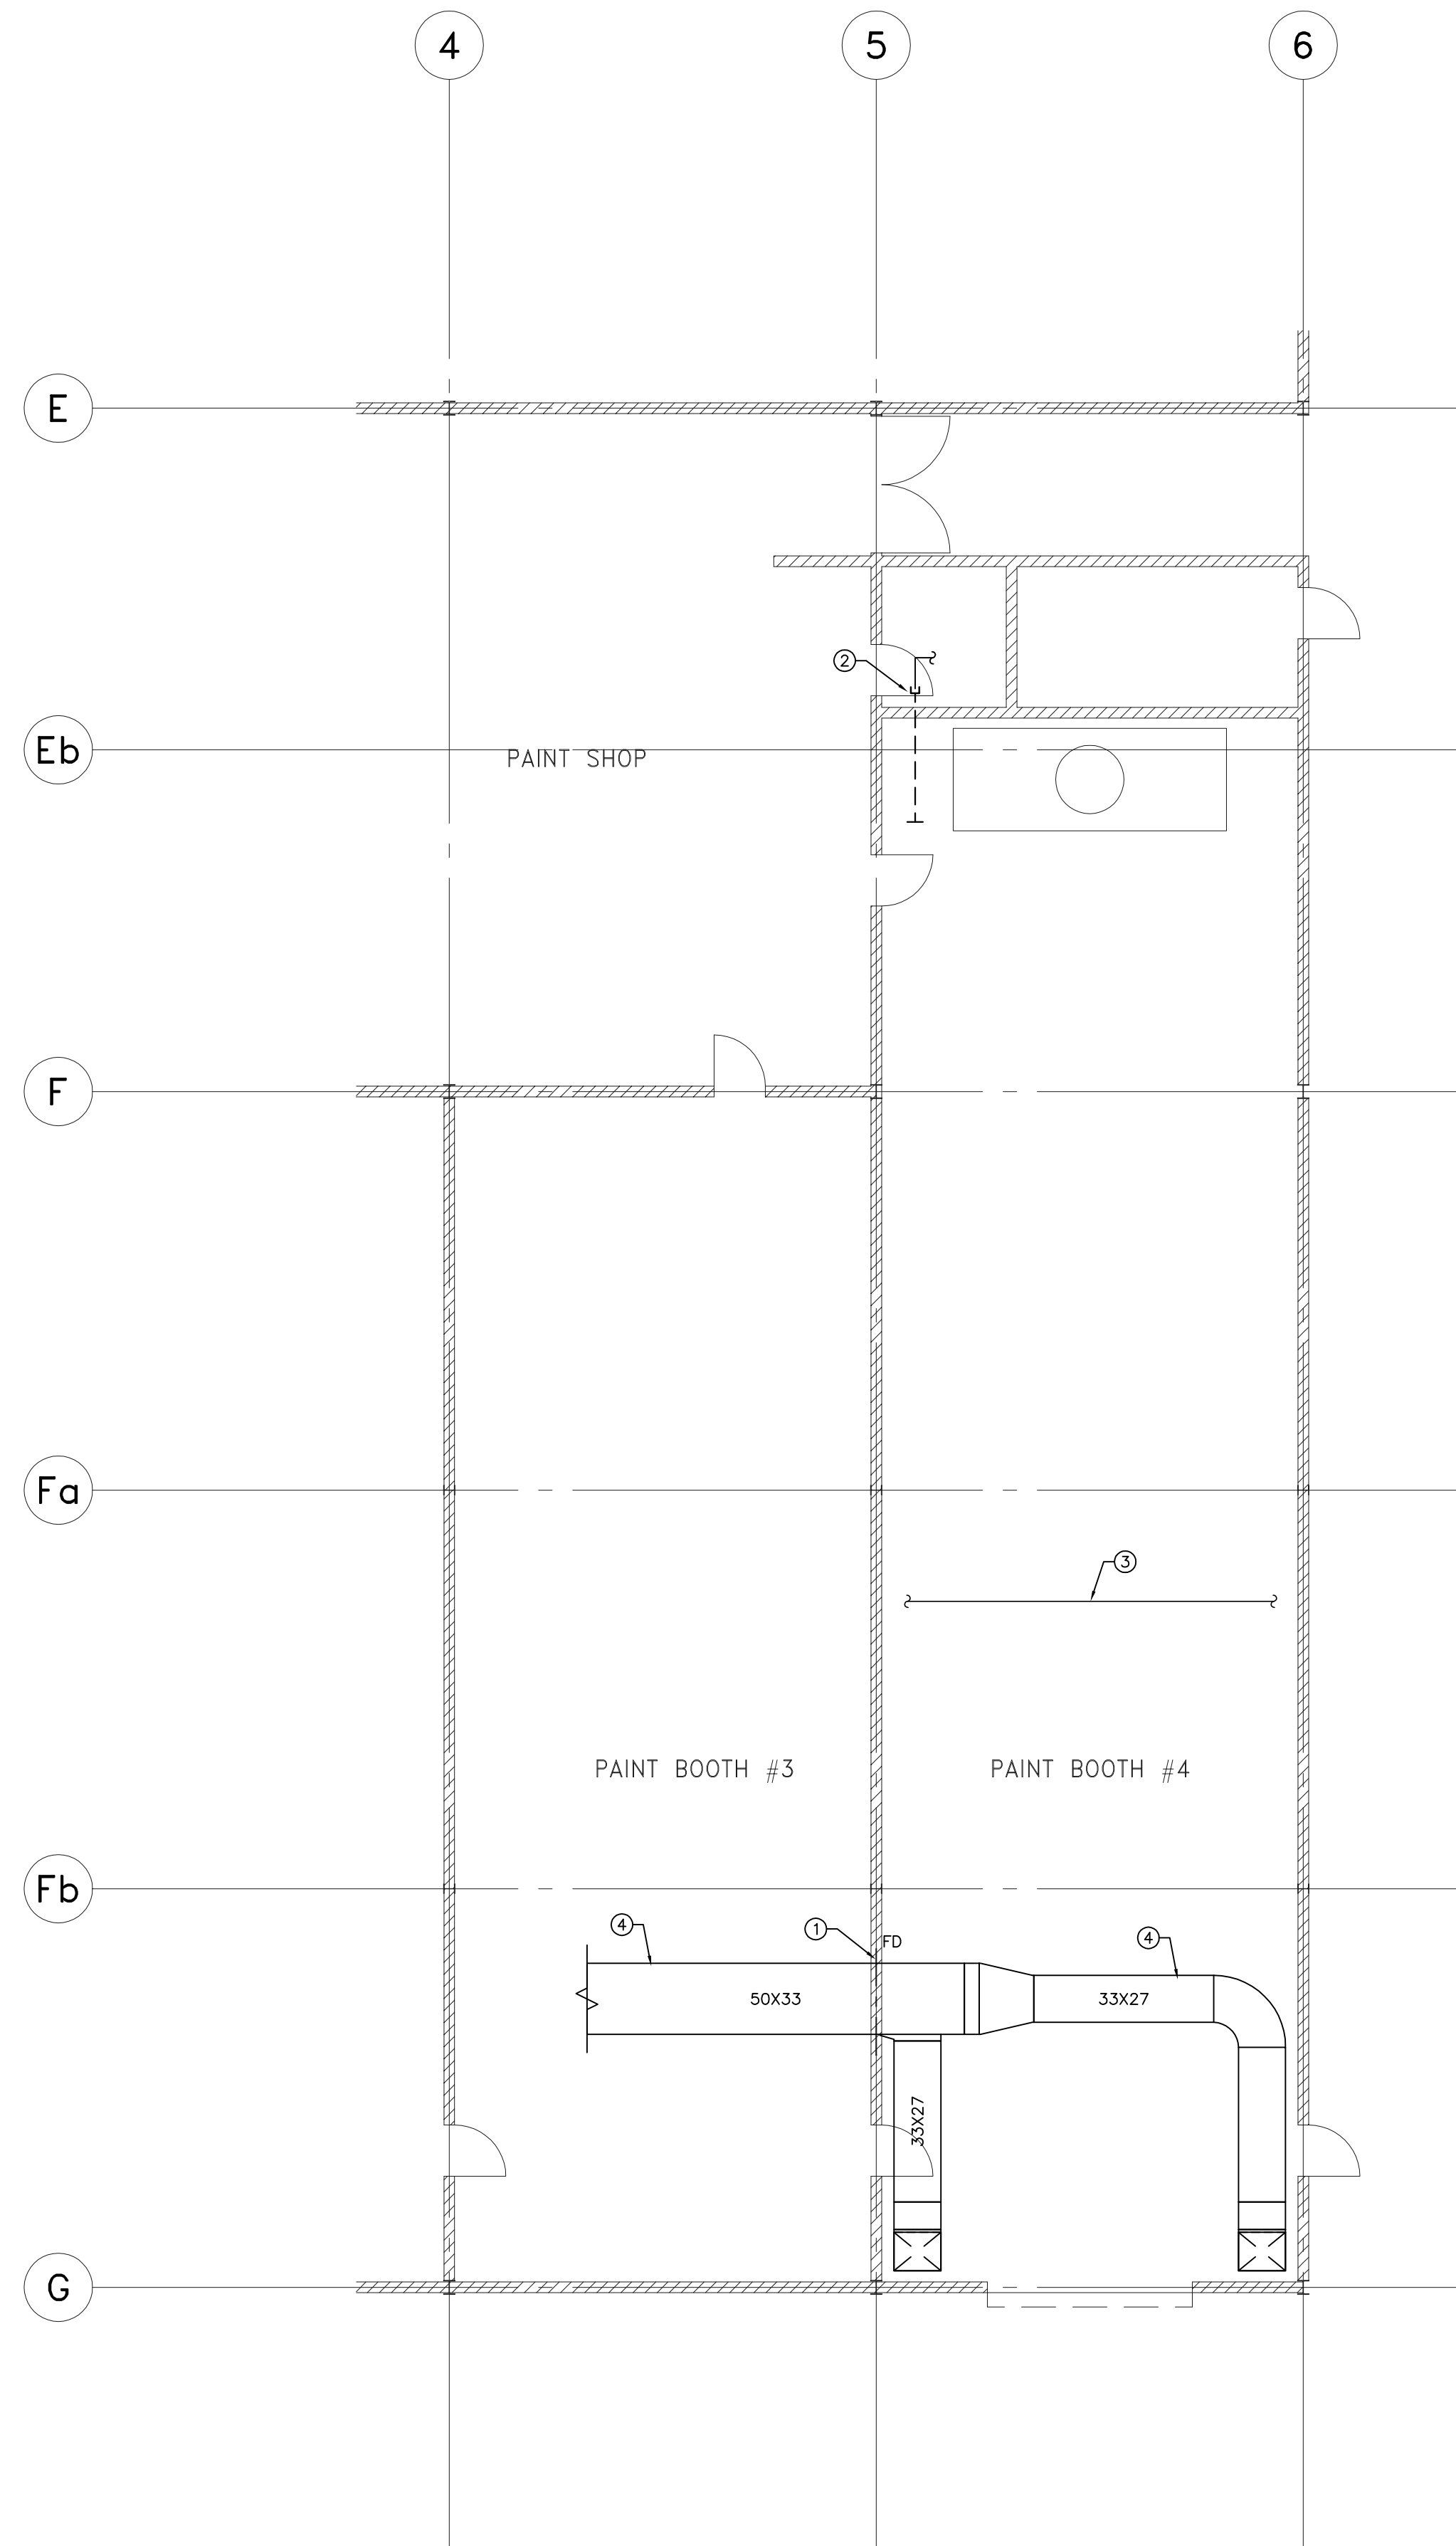 4
5
6
E
2
Eb
PAINT SHOP
F
Fa
3
PAINT BOOTH #3
PAINT BOOTH #4
Fb
4
1
FD
4
50X33
33X27
33X27
G